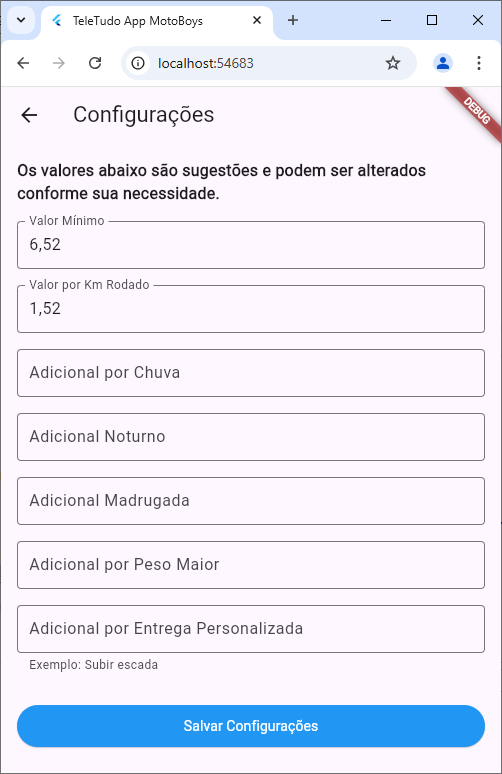 TeleTudo App MotoBoys
localhost:54683
Configurações
DEBUG
Os valores abaixo são sugestões e podem ser alterados
conforme sua necessidade.
Valor Mínimo
6,52
Valor por Km Rodado
1,52
Adicional por Chuva
Adicional Noturno
Adicional Madrugada
Adicional por Peso Maior
Adicional por Entrega Personalizada
Exemplo: Subir escada
Salvar Configurações